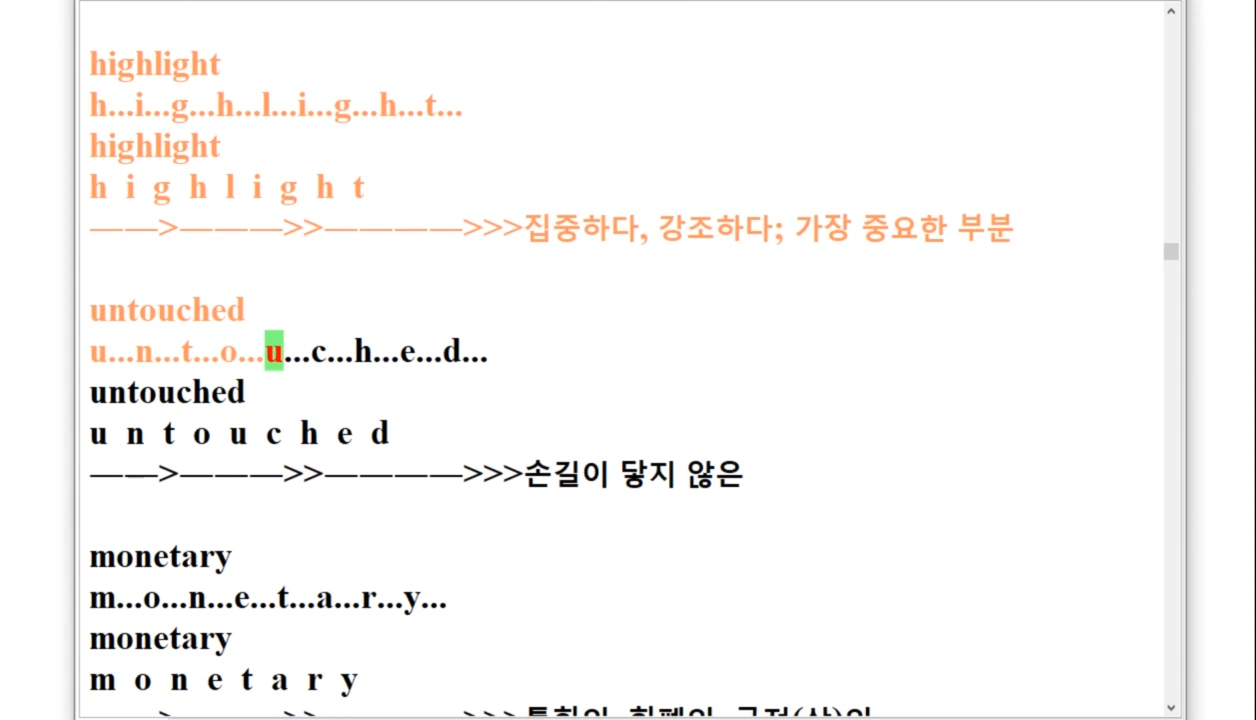 highlight
h...i...g...h...l...i...g...h...t...
highlight
h i g h l i g h t
——>———>>————>>>집중하다, 강조하다; 가장 중요한 부분
untouched
u...n...t...o...u...c...h...e...d...
untouched
u n t o u c h e d
——>———>>————>>>손길이 닿지 않은
monetary
m...o...n...e...t...a...r...y...
monetary
m o n e t a r y